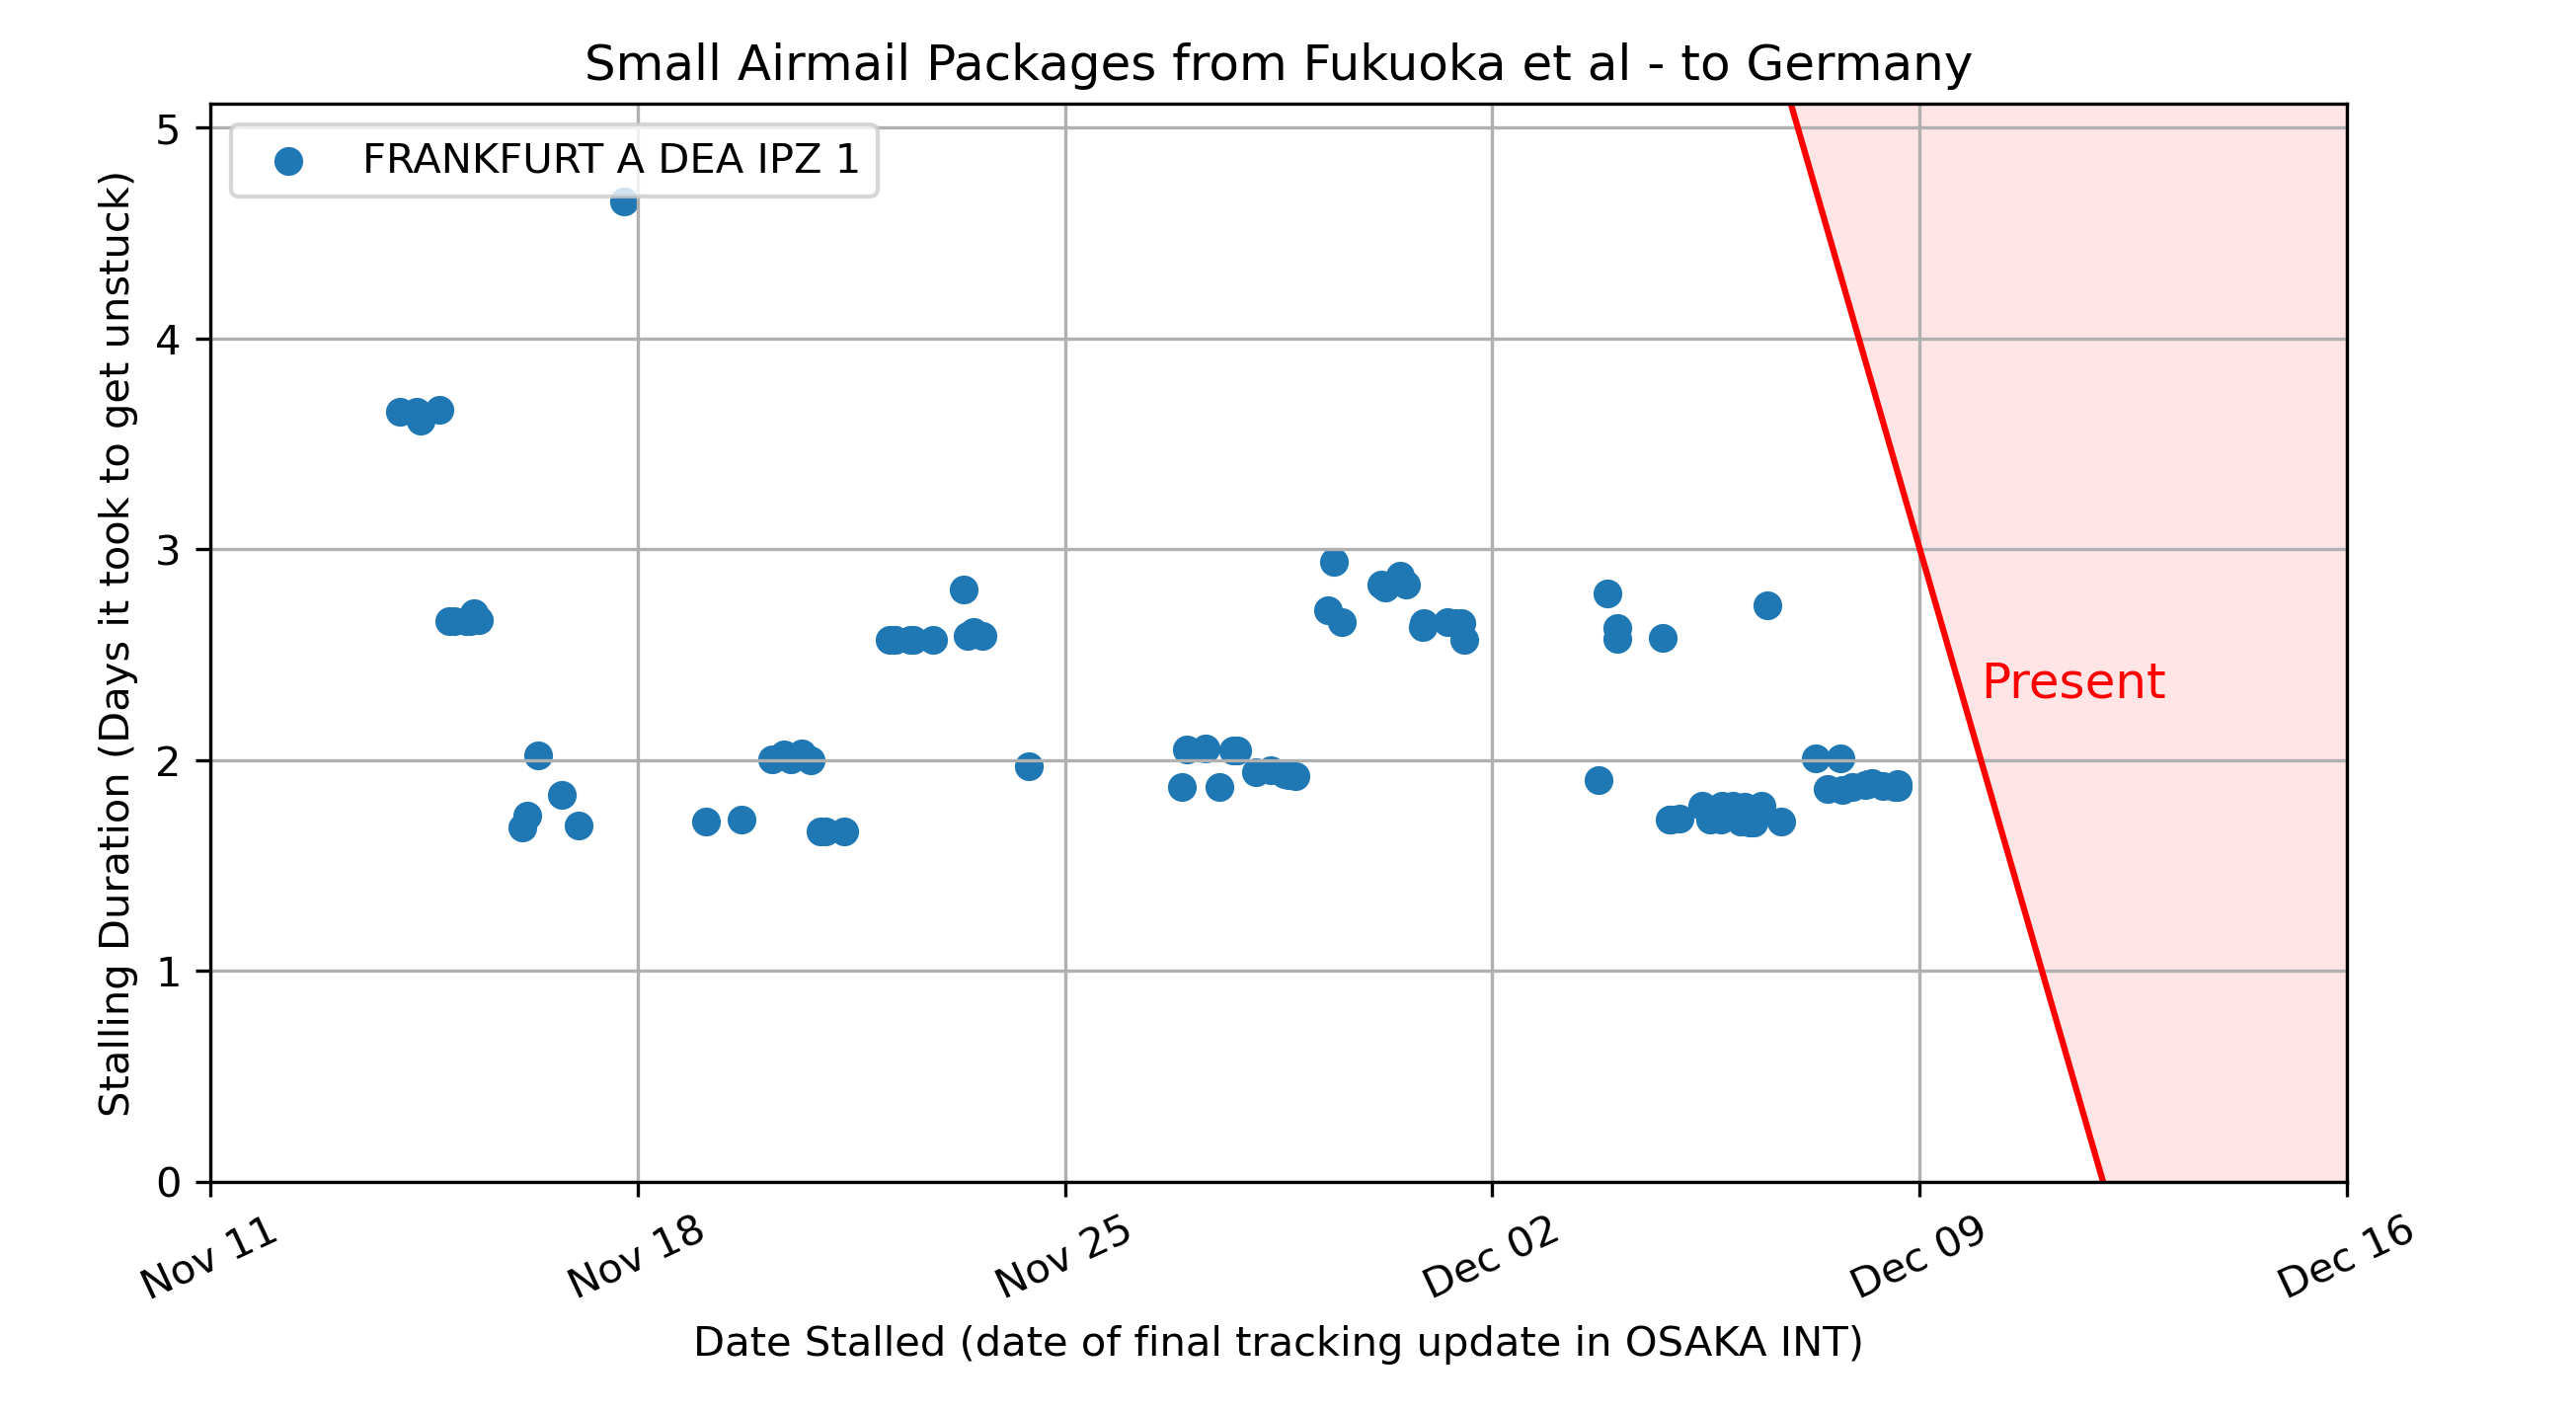 Small Airmail Packages from Fukuoka et al - to Germany
FRANKFURT A DEA IPZ 1
Stalling Duration (Days it took to get unstuck)
5
4
3
2
1
0
Present
Nov 11
Nov 18
Nov 25
Dec 02
Dec 09
Dec 16
Date Stalled (date of final tracking update in OSAKA INT)